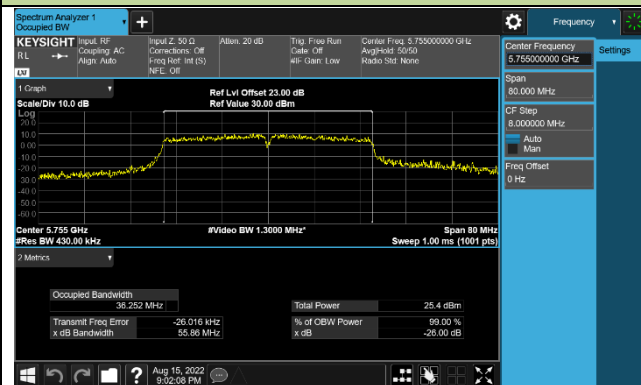 Spectrum Analyzer 1
Occupied BW
Frequency
KEYSIGHT
RL
LXI
Input: RF
Coupling: AC
Align: Auto
Input Z: 50 Ω
Corrections: Off
Freq Ref: Int (S)
NFE: Off
Atten: 20 dB
Trig: Free Run
Gate: Off
#IF Gain: Low
Center Freq: 5.755000000 GHz
Avg|Hold: 50/50
Radio Std: None
Center Frequency
5.755000000 GHz
Settings
Span
80.000 MHz
CF Step
8.000000 MHz
Auto
Man
Freq Offset
0 Hz
1 Graph
Scale/Div 10.0 dB
Ref Lvl Offset 23.00 dB
Ref Value 30.00 dBm
Log
20.0
10.0
0.00
-10.0
-20.0
-30.0
-40.0
-50.0
-60.0
Center 5.755 GHz
#Res BW 430.00 kHz
#Video BW 1.3000 MHz*
Span 80 MHz
Sweep 1.00 ms (1001 pts)
2 Metrics
Occupied Bandwidth
36.252 MHz
Total Power 25.4 dBm
Transmit Freq Error -26.016 kHz
% of OBW Power 99.00 %
x dB Bandwidth 55.86 MHz
x dB -26.00 dB
?
Aug 15, 2022
9:02:08 PM